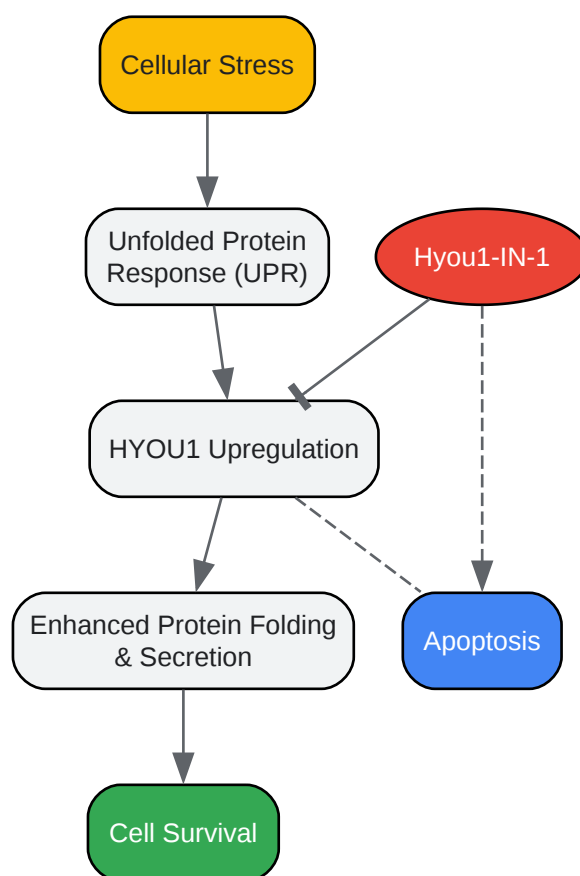 Cellular Stress
Unfolded Protein
Response (UPR)
Hyou1-IN-1
HYOU1 Upregulation
Enhanced Protein Folding
& Secretion
Apoptosis
Cell Survival